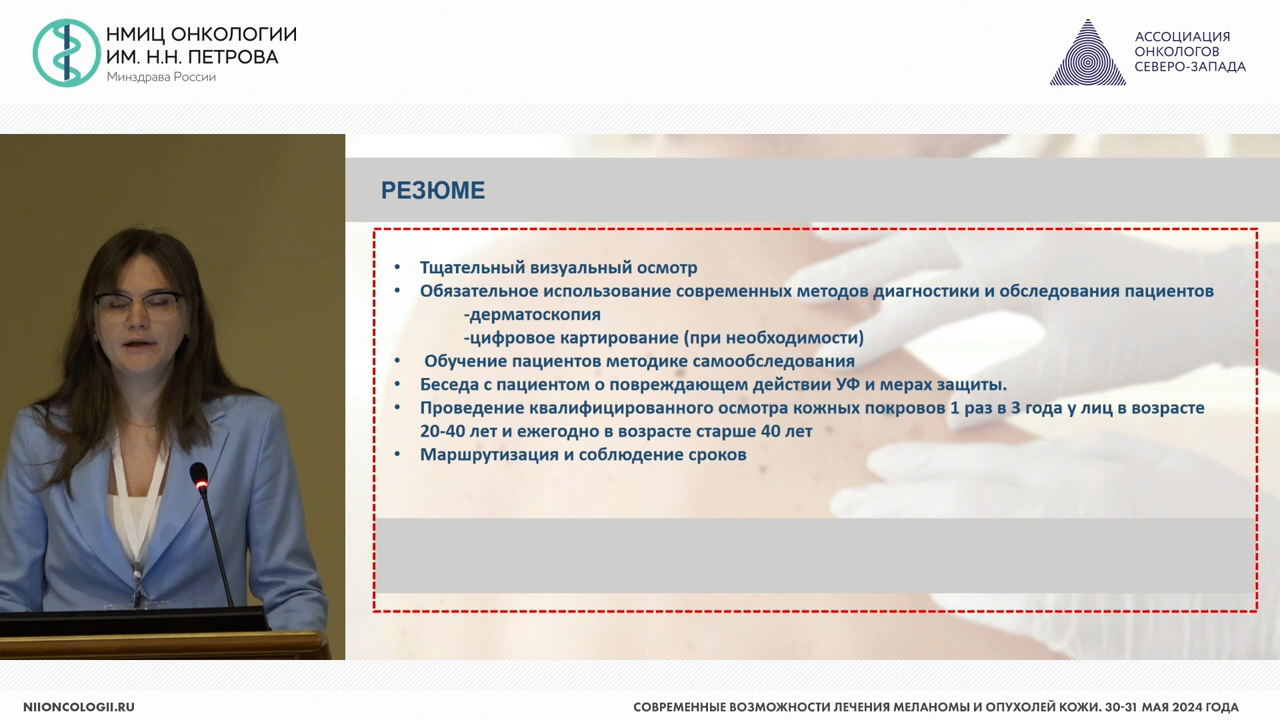 НМИЦ ОНКОЛОГИИ
ИМ. Н.Н. ПЕТРОВА
Минздрава России
АССОЦИАЦИЯ
ОНКОЛОГОВ
СЕВЕРО-ЗАПАДА
РЕЗЮМЕ
• Тщательный визуальный осмотр
• Обязательное использование современных методов диагностики и обследования пациентов
-дерматоскопия
-цифровое картирование (при необходимости)
• Обучение пациентов методике самообследования
• Беседа с пациентом о повреждающем действии УФ и мерах защиты.
• Проведение квалифицированного осмотра кожных покровов 1 раз в 3 года у лиц в возрасте
20-40 лет и ежегодно в возрасте старше 40 лет
• Маршрутизация и соблюдение сроков
NIIONCOLOGII.RU
СОВРЕМЕННЫЕ ВОЗМОЖНОСТИ ЛЕЧЕНИЯ МЕЛАНОМЫ И ОПУХОЛЕЙ КОЖИ. 30-31 МАЯ 2024 ГОДА